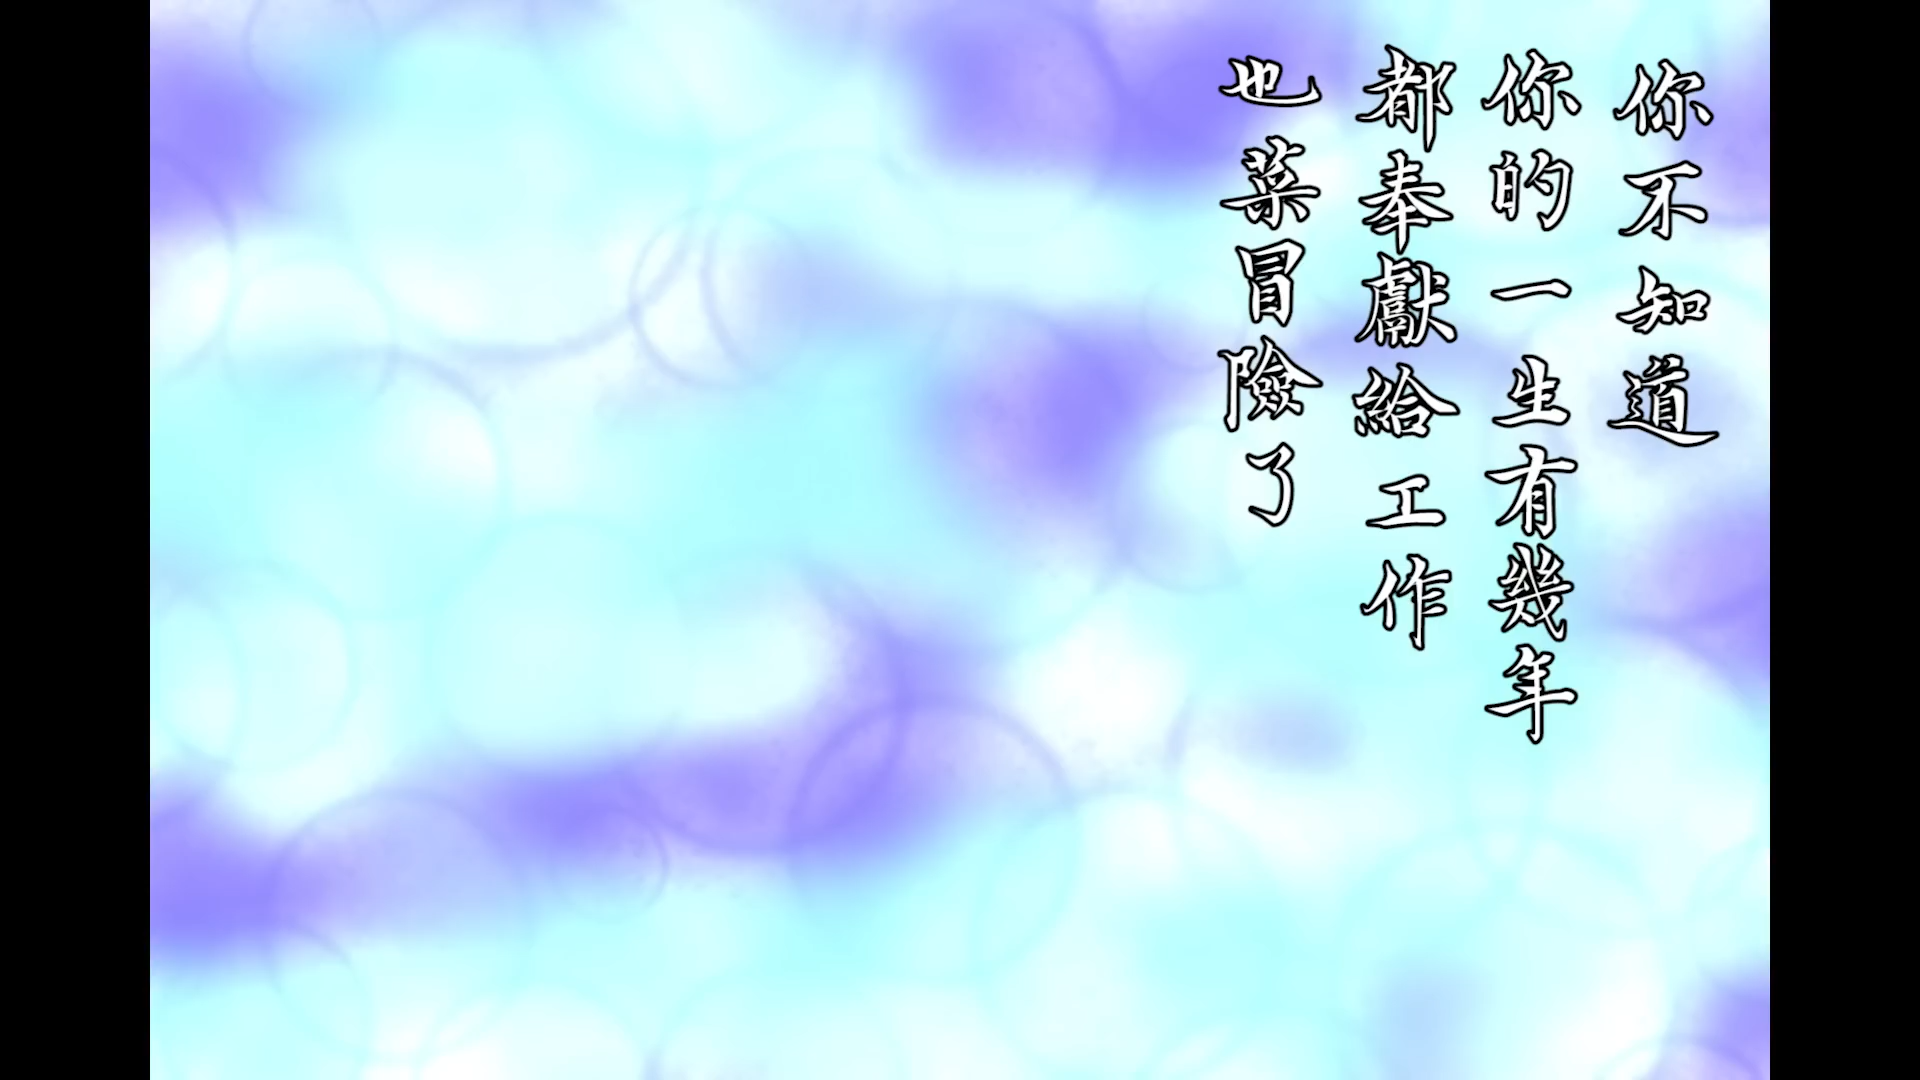 你不知道
你的一生有幾年
都奉獻給工作
也菜冒險了